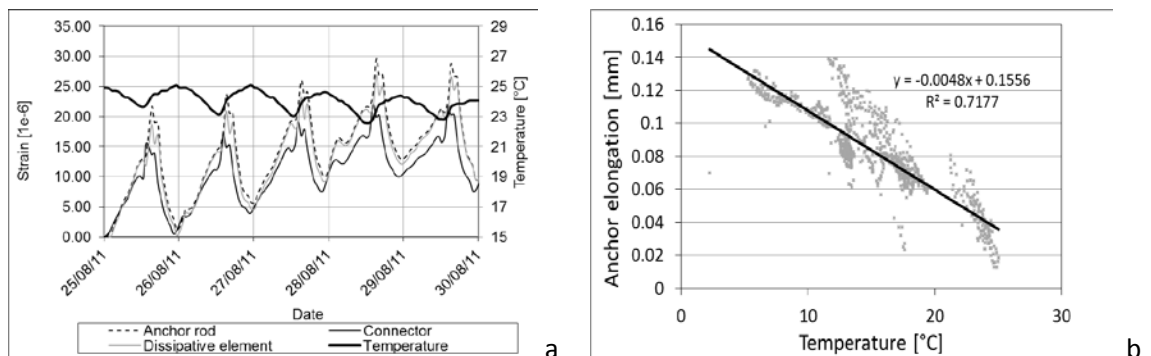 35.00
30.00
25.00
20.00
15.00
10.00
5.00
0.00
Strain [1e-6]
29
27
25
23
21
19
17
15
Temperature [°C]
25/08/11
26/08/11
27/08/11
28/08/11
29/08/11
30/08/11
Date
Anchor rod
Connector
Dissipative element
Temperature
a
0.16
0.14
0.12
0.1
0.08
0.06
0.04
0.02
0
Anchor elongation [mm]
y = -0.0048x + 0.1556
R² = 0.7177
0
10
20
30
Temperature [°C]
b